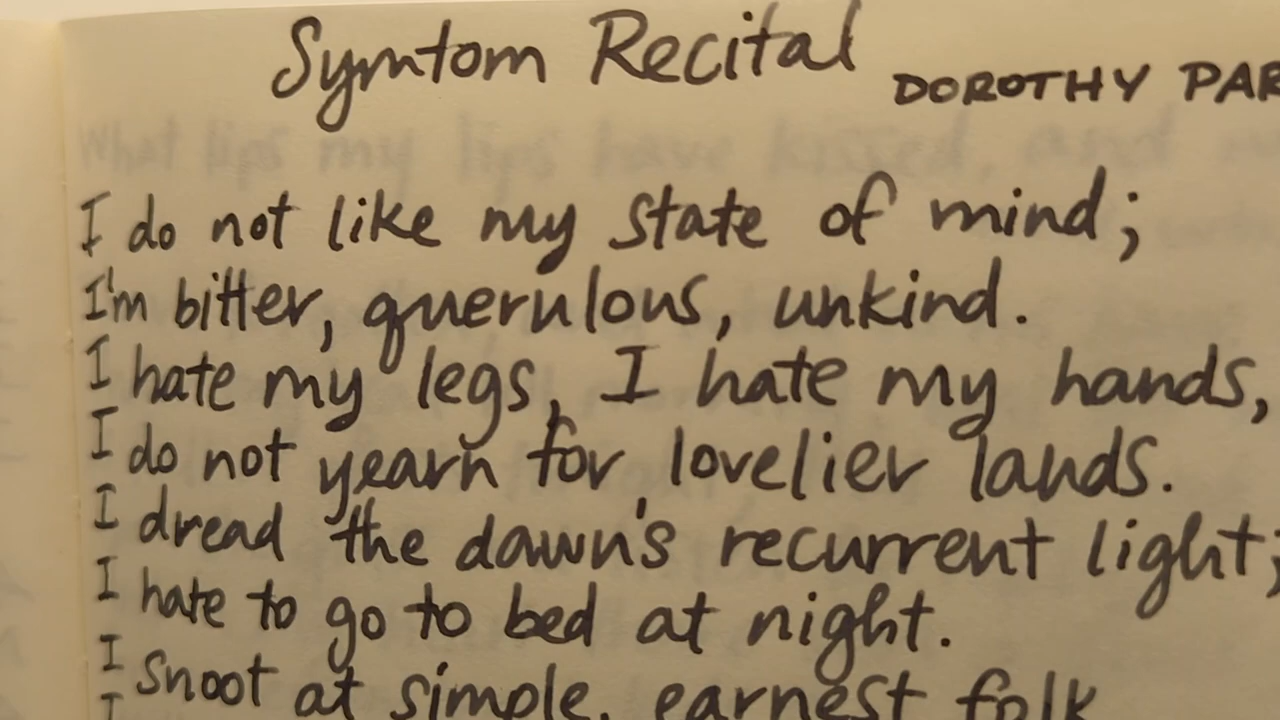 Symtom Recital
DOROTHY PAR
I do not like my state of mind;
I'm bitter, querulous, unkind.
I hate my legs, I hate my hands,
I do not yearn for lovelier lands.
I dread the dawn's recurrent light;
I hate to go to bed at night.
I snoot at simple, earnest folk
I